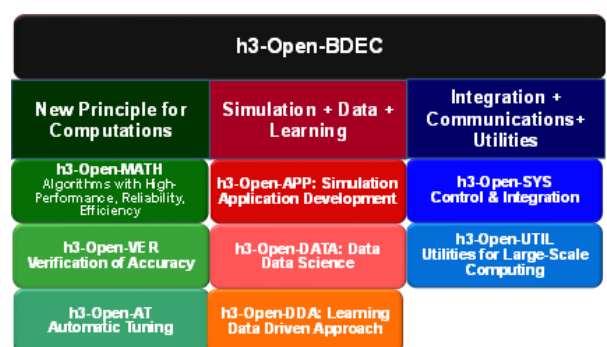 h3-Open-BDEC
New Principle for
Computations
Simulation + Data +
Learning
Integration +
Communications+
Utilities
h3-Open-MATH
Algorithms with High-
Performance, Reliability,
Efficiency
h3-Open-APP: Simulation
Application Development
h3-Open-SYS
Control & Integration
h3-Open-VER
Verification of Accuracy
h3-Open-DATA: Data
Data Science
h3-Open-UTIL
Utilities for Large-Scale
Computing
h3-Open-AT
Automatic Tuning
h3-Open-DDA: Learning
Data Driven Approach